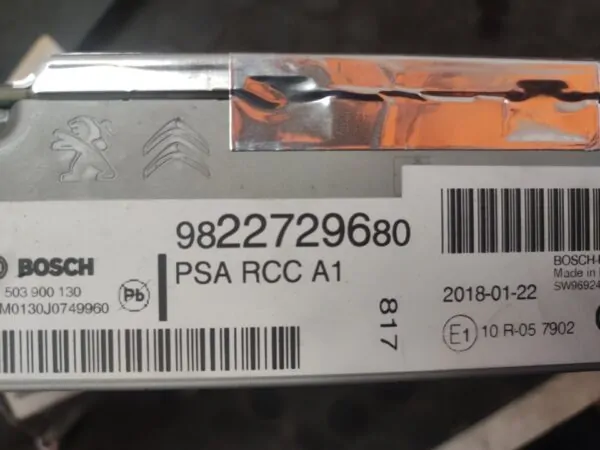 9822729680
BOSCH
PSA RCC A1
503 900 130
M0130J0749960
Pb
817
2018-01-22
E1 10 R-05 7902
BOSCH-
Made in
SW9692